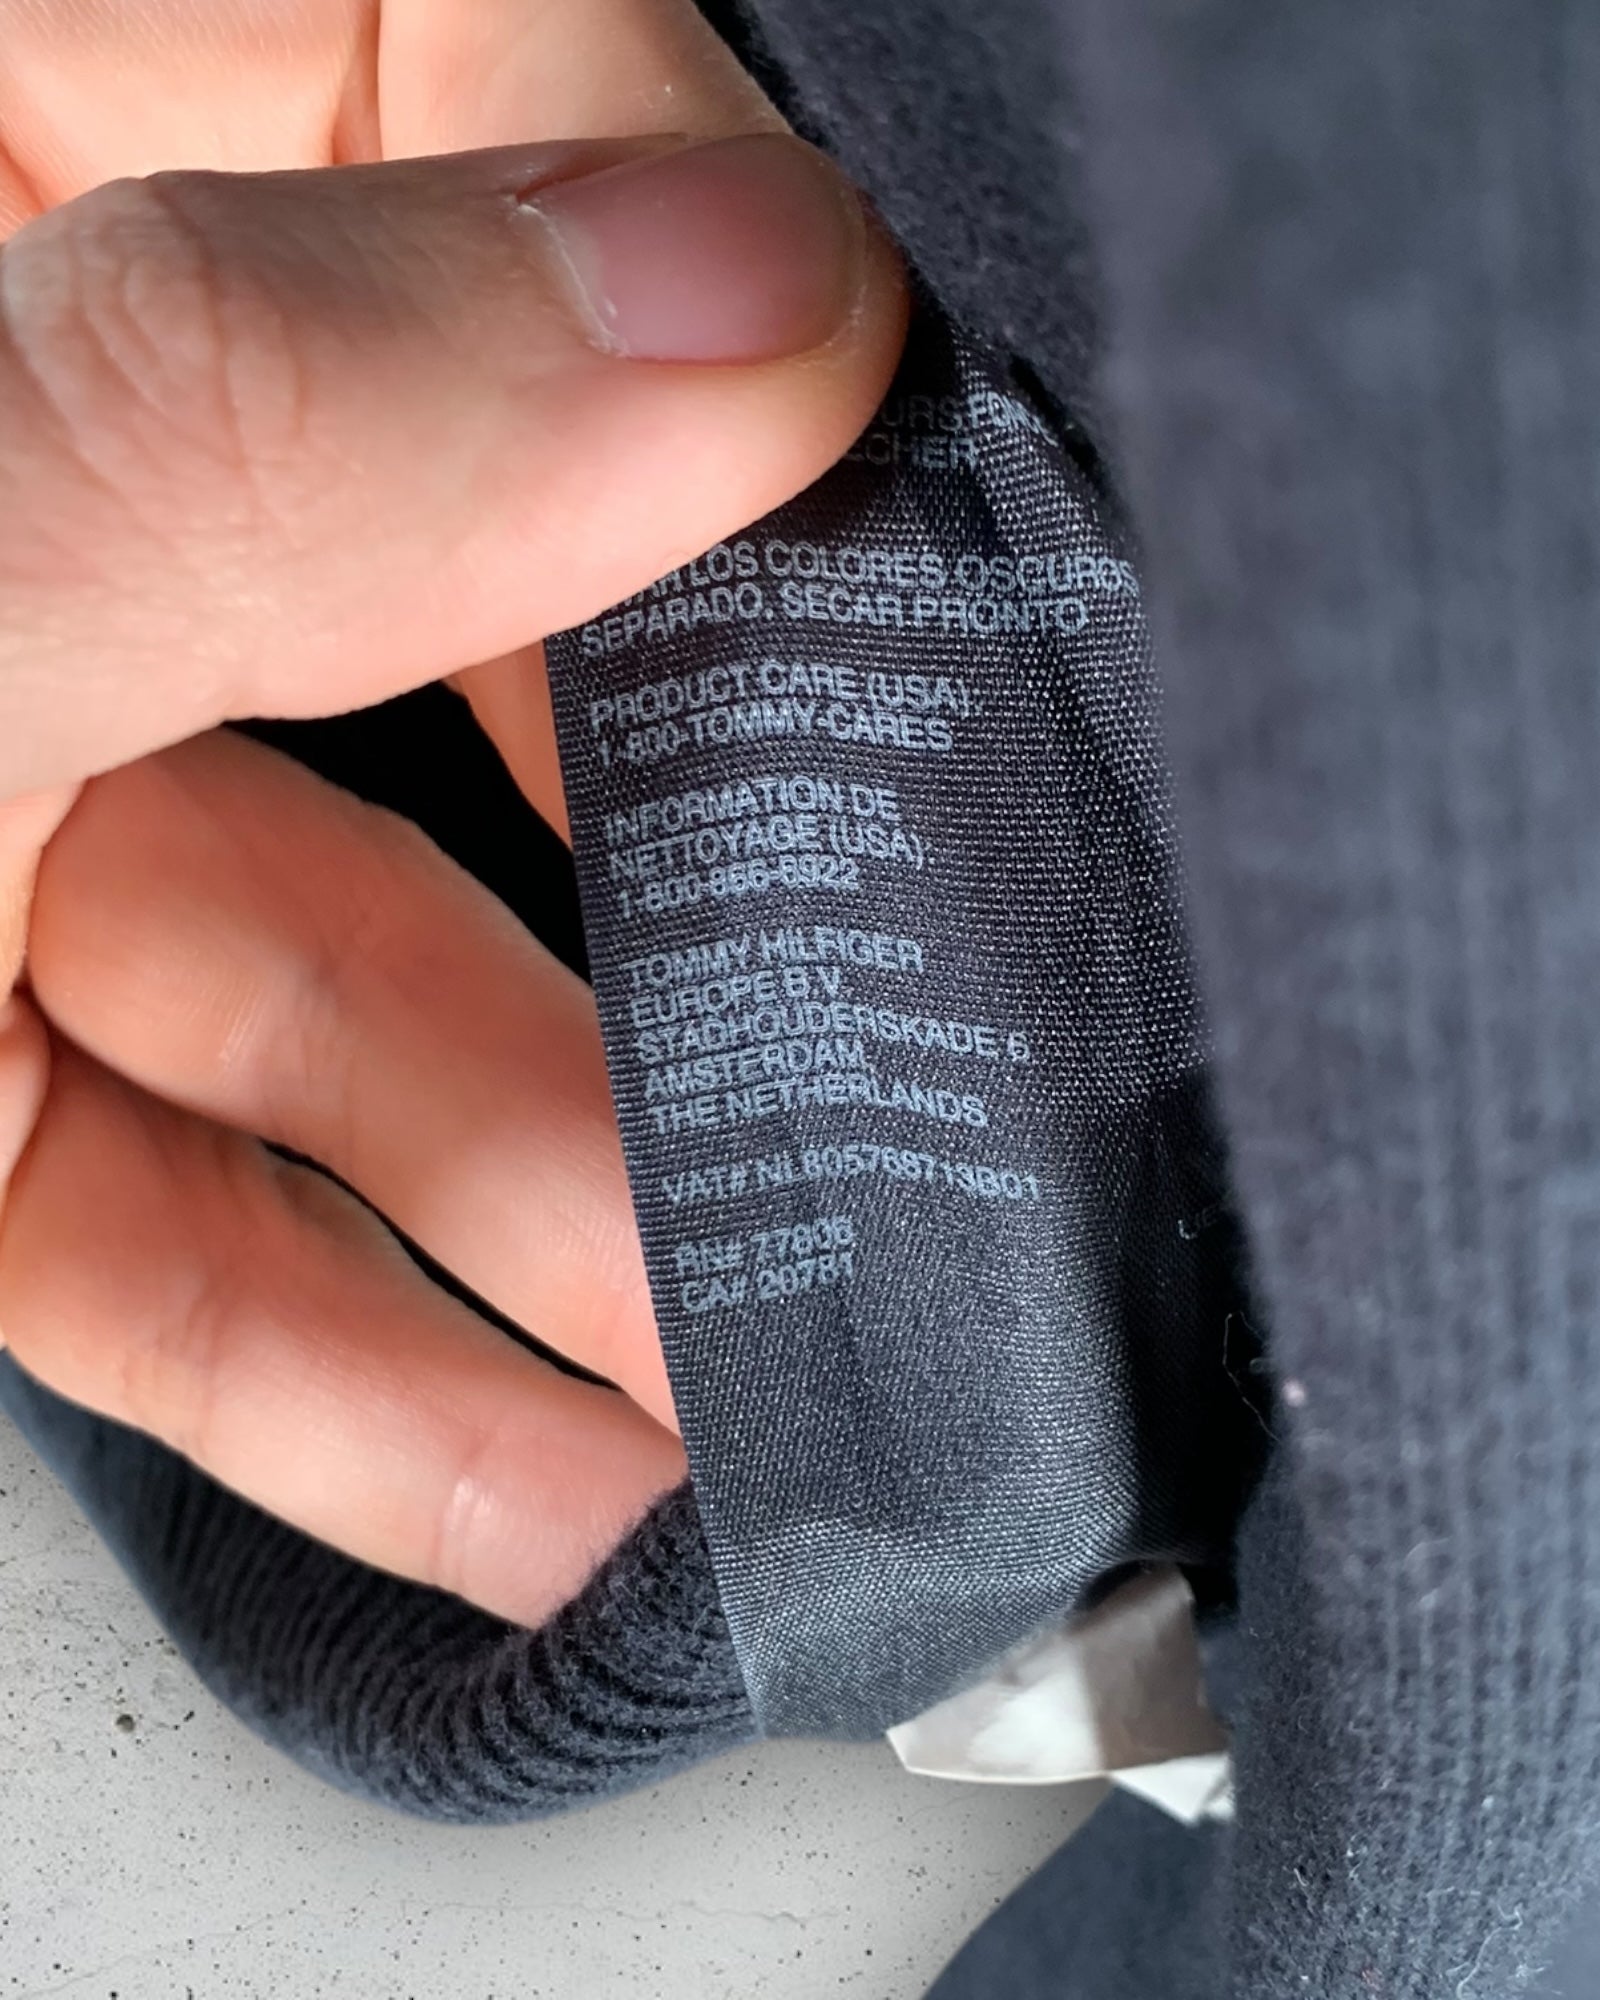 LOS COLORES OSCUROS
SEPARADO. SECAR PRONTO
PRODUCT CARE (USA):
1-800-TOMMY-CARES
INFORMATION DE
NETTOYAGE (USA)
1-800-866-6922
TOMMY HILFIGER
EUROPE B.V.
STADHOUDERSKADE 6
AMSTERDAM
THE NETHERLANDS
VAT# NL805768713B01
RN# 77806
CA# 20781